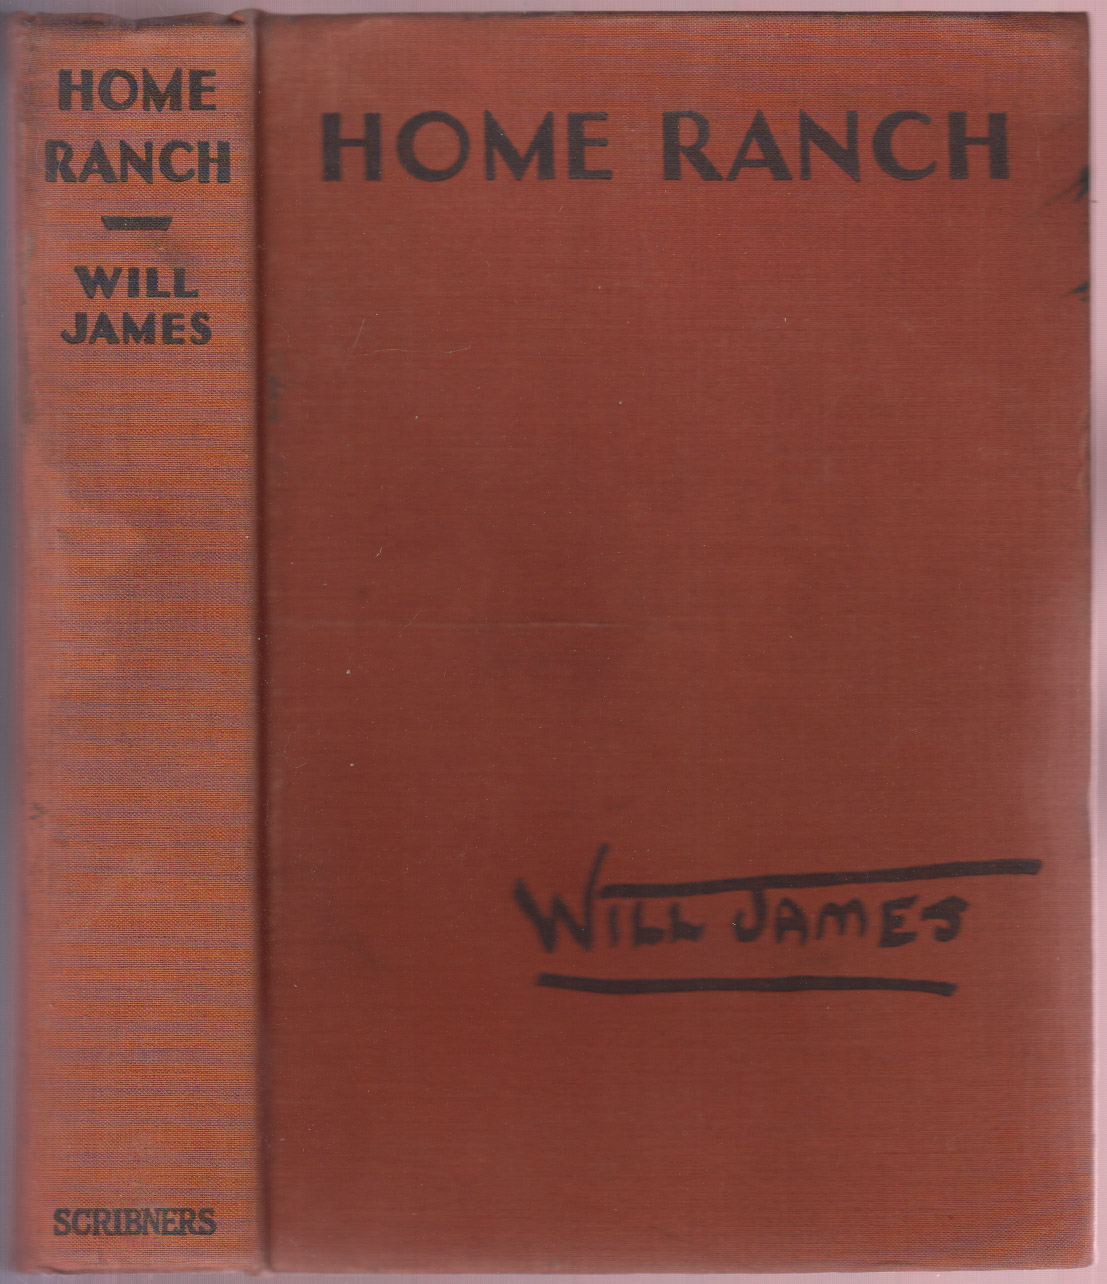 HOME
RANCH
WILL
JAMES
SCRIBNERS
HOME RANCH
WILL JAMES